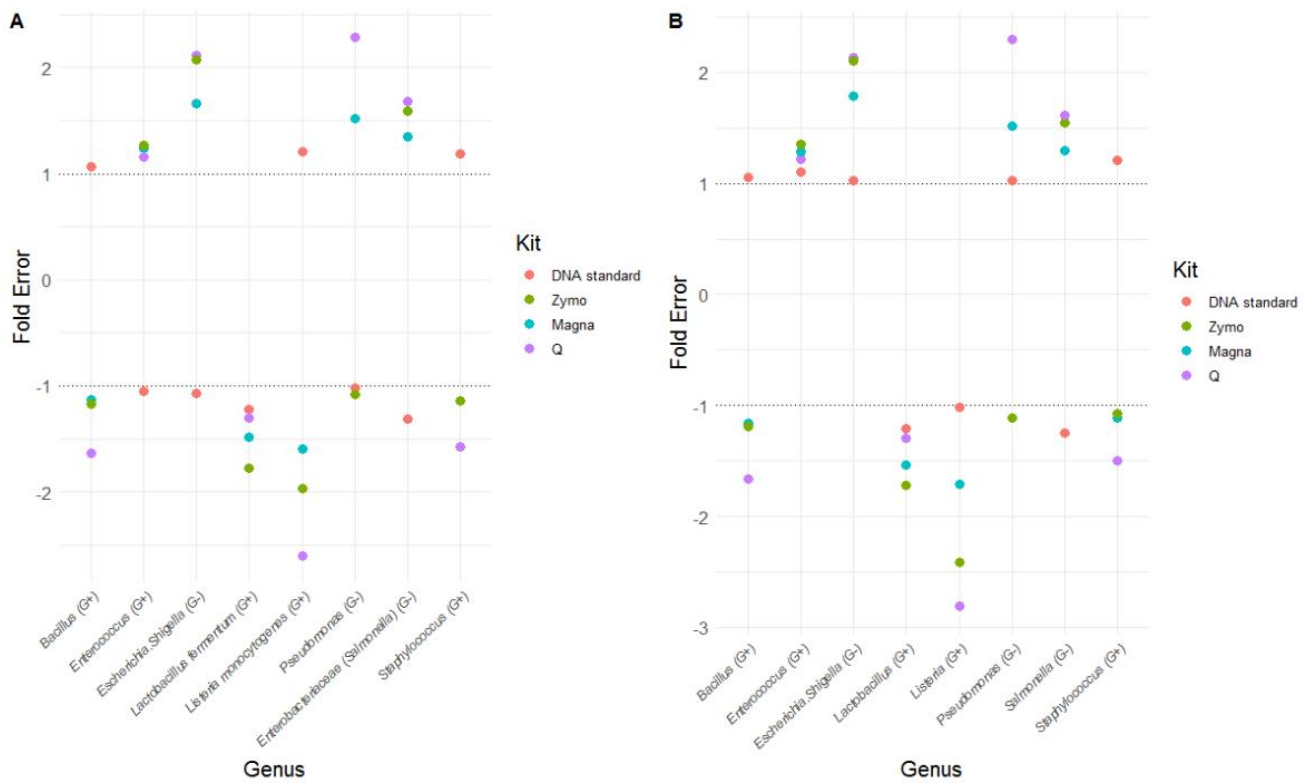 A
Fold Error
2
1
0
-1
-2
Bacillus (G+)
Enterococcus (G+)
Escherichia.Shigella (G-)
Lactobacillus fermentum (G+)
Listeria monocytogenes (G+)
Pseudomonas (G-)
Enterobacteriaceae (Salmonella) (G-)
Staphylococcus (G+)
Genus
Kit
DNA standard
Zymo
Magna
Q
B
Fold Error
2
1
0
-1
-2
-3
Bacillus (G+)
Enterococcus (G+)
Escherichia.Shigella (G-)
Lactobacillus (G+)
Listeria (G+)
Pseudomonas (G-)
Salmonella (G-)
Staphylococcus (G+)
Genus
Kit
DNA standard
Zymo
Magna
Q